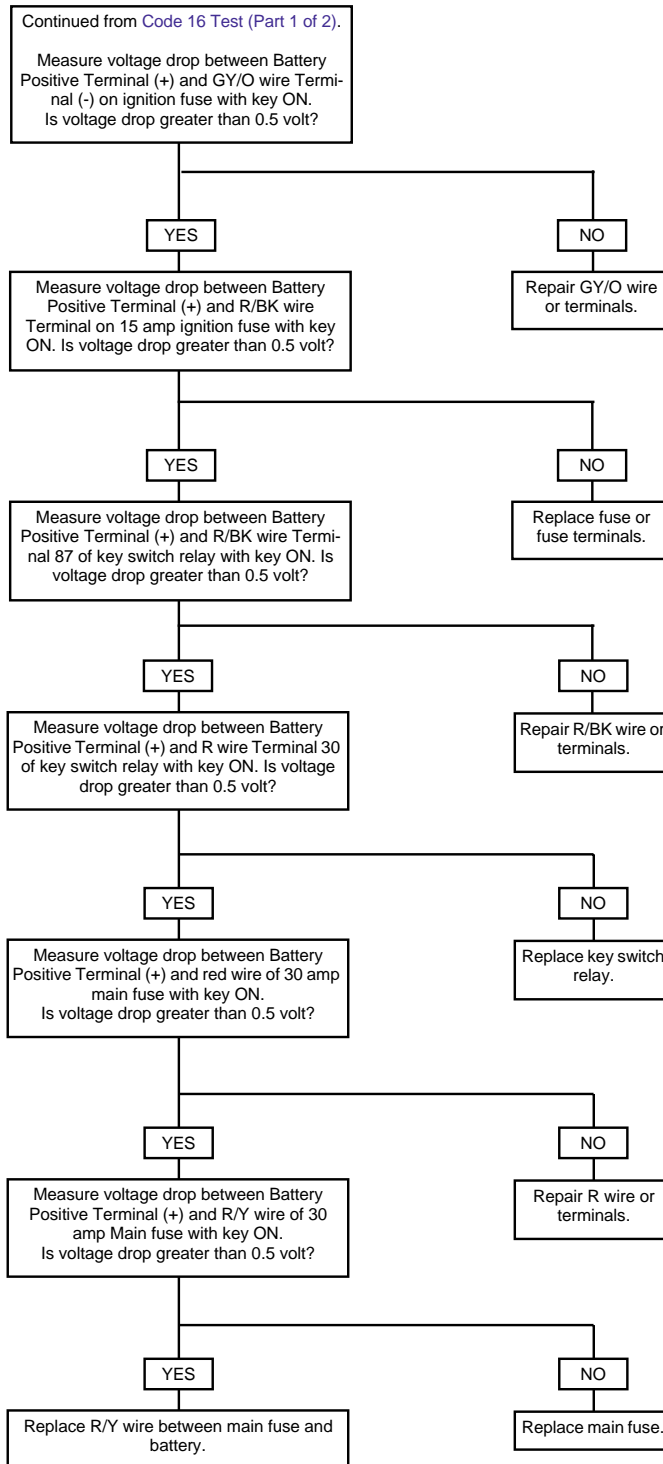 Continued from Code 16 Test (Part 1 of 2).
Measure voltage drop between Battery
Positive Terminal (+) and GY/O wire Termi-
nal (-) on ignition fuse with key ON.
Is voltage drop greater than 0.5 volt?
YES
NO
Measure voltage drop between Battery
Positive Terminal (+) and R/BK wire
Terminal on 15 amp ignition fuse with key
ON. Is voltage drop greater than 0.5 volt?
Repair GY/O wire
or terminals.
YES
NO
Measure voltage drop between Battery
Positive Terminal (+) and R/BK wire Termi-
nal 87 of key switch relay with key ON. Is
voltage drop greater than 0.5 volt?
Replace fuse or
fuse terminals.
YES
NO
Measure voltage drop between Battery
Positive Terminal (+) and R wire Terminal 30
of key switch relay with key ON. Is voltage
drop greater than 0.5 volt?
Repair R/BK wire or
terminals.
YES
NO
Measure voltage drop between Battery
Positive Terminal (+) and red wire of 30 amp
main fuse with key ON.
Is voltage drop greater than 0.5 volt?
Replace key switch
relay.
YES
NO
Measure voltage drop between Battery
Positive Terminal (+) and R/Y wire of 30
amp Main fuse with key ON.
Is voltage drop greater than 0.5 volt?
Repair R wire or
terminals.
YES
NO
Replace R/Y wire between main fuse and
battery.
Replace main fuse.